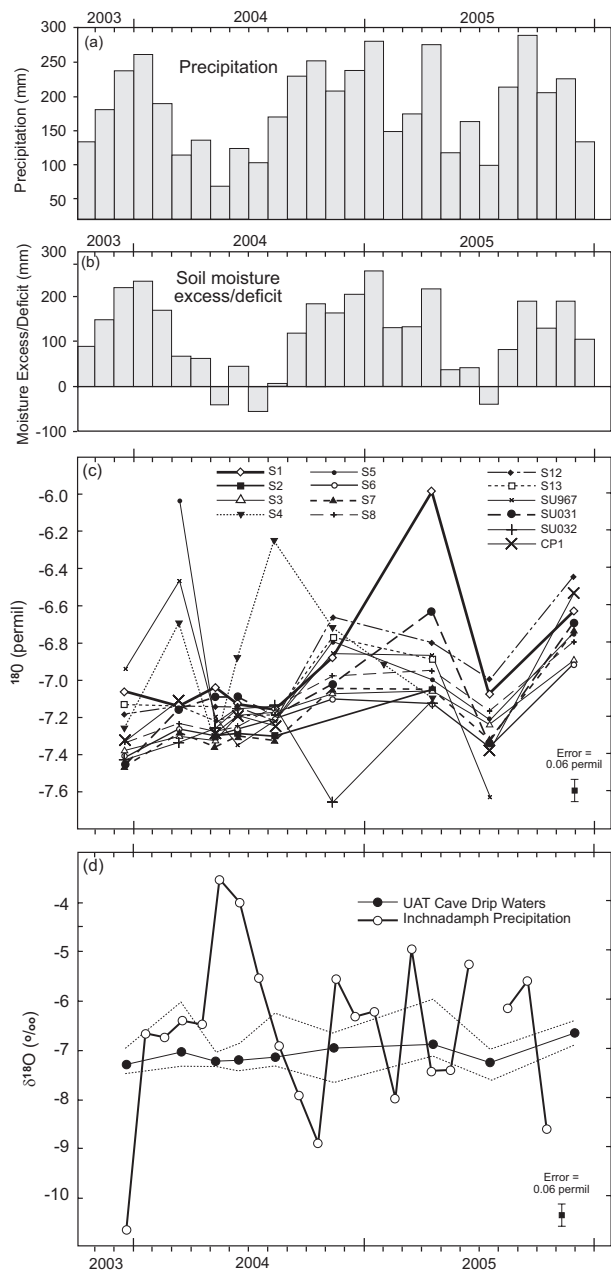 2003 2004 2005
300
250
200
150
100
50
Precipitation (mm)
(a)
Precipitation
2003 2004 2005
300
200
100
0
-100
Moisture Excess/Deficit (mm)
(b)
Soil moisture
excess/deficit
(c)
S1
S2
S3
S4
S5
S6
S7
S8
S12
S13
SU967
SU031
SU032
CP1
-6.0
-6.2
-6.4
-6.6
-6.8
-7.0
-7.2
-7.4
-7.6
¹⁸0 (permil)
Error =
0.06 permil
(d)
UAT Cave Drip Waters
Inchnadamph Precipitation
-4
-5
-6
-7
-8
-9
-10
δ¹⁸O (o/oo)
Error =
0.06 permil
2003 2004 2005